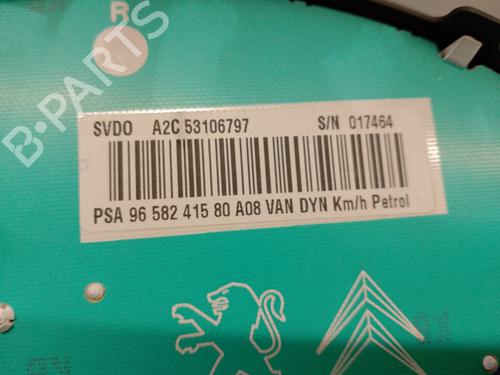 R
B-PARTS
SVDO A2C 53106797 S/N 017464
PSA 96 582 415 80 A08 VAN DYN Km/h Petrol